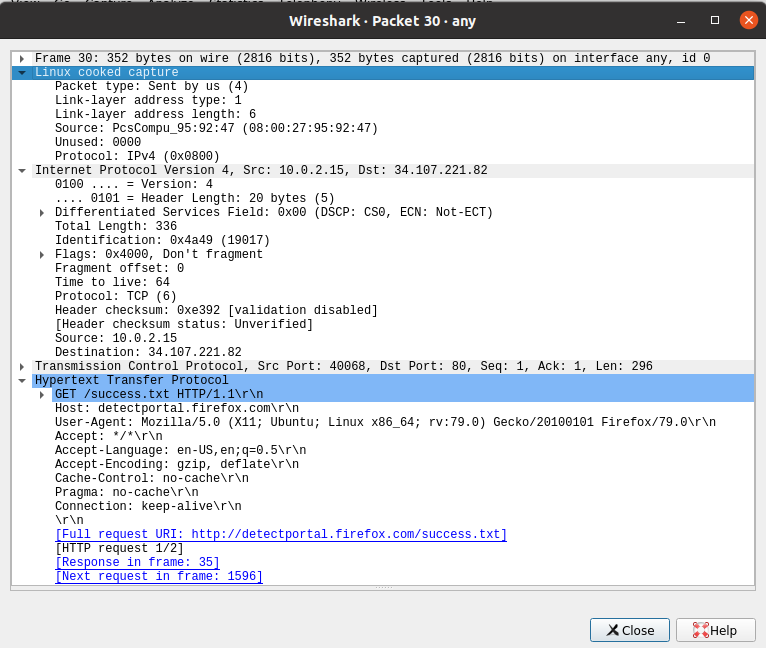 Wireshark · Packet 30 · any
Frame 30: 352 bytes on wire (2816 bits), 352 bytes captured (2816 bits) on interface any, id 0
Linux cooked capture
Packet type: Sent by us (4)
Link-layer address type: 1
Link-layer address length: 6
Source: PcsCompu_95:92:47 (08:00:27:95:92:47)
Unused: 0000
Protocol: IPv4 (0x0800)
Internet Protocol Version 4, Src: 10.0.2.15, Dst: 34.107.221.82
0100 .... = Version: 4
.... 0101 = Header Length: 20 bytes (5)
Differentiated Services Field: 0x00 (DSCP: CS0, ECN: Not-ECT)
Total Length: 336
Identification: 0x4a49 (19017)
Flags: 0x4000, Don't fragment
Fragment offset: 0
Time to live: 64
Protocol: TCP (6)
Header checksum: 0xe392 [validation disabled]
[Header checksum status: Unverified]
Source: 10.0.2.15
Destination: 34.107.221.82
Transmission Control Protocol, Src Port: 40068, Dst Port: 80, Seq: 1, Ack: 1, Len: 296
Hypertext Transfer Protocol
GET /success.txt HTTP/1.1\r\n
Host: detectportal.firefox.com\r\n
User-Agent: Mozilla/5.0 (X11; Ubuntu; Linux x86_64; rv:79.0) Gecko/20100101 Firefox/79.0\r\n
Accept: */*\r\n
Accept-Language: en-US,en;q=0.5\r\n
Accept-Encoding: gzip, deflate\r\n
Cache-Control: no-cache\r\n
Pragma: no-cache\r\n
Connection: keep-alive\r\n
\r\n
[Full request URI: http://detectportal.firefox.com/success.txt]
[HTTP request 1/2]
[Response in frame: 35]
[Next request in frame: 1596]
Close Help